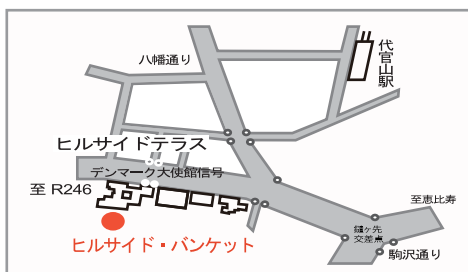 八幡通り
代官山駅
ヒルサイドテラス
デンマーク大使館信号
至 R246
至恵比寿
鎗ヶ先
交差点
ヒルサイド・バンケット
駒沢通り